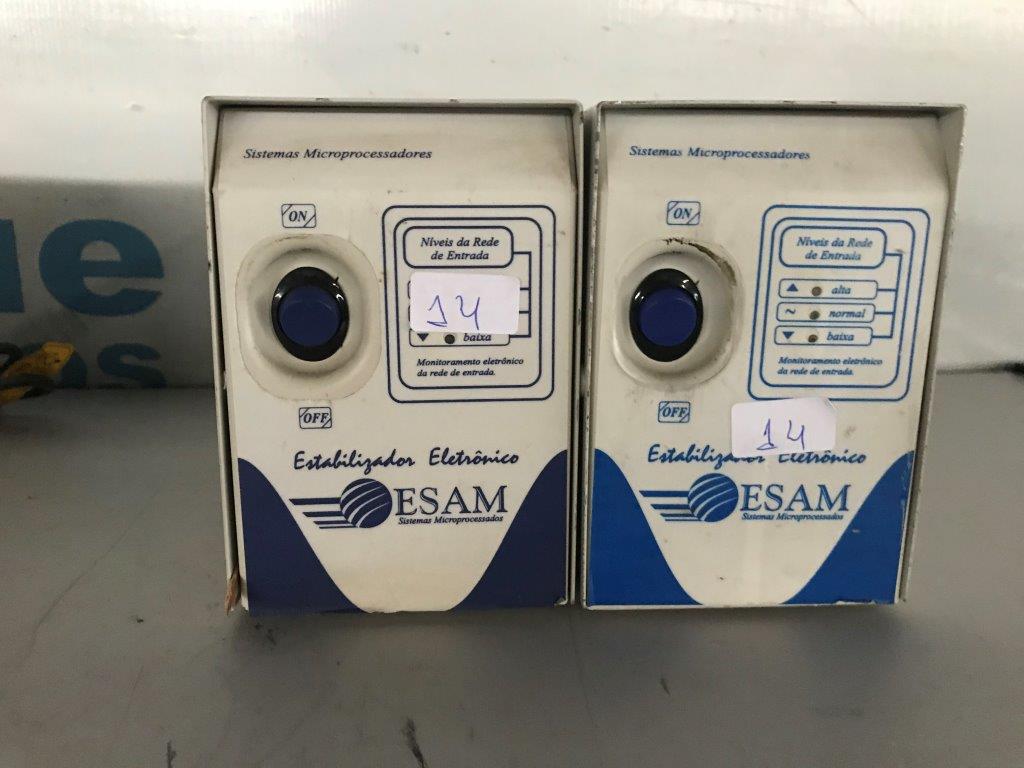 Sistemas Microprocessadores
ON
Níveis da Rede
de Entrada
14
baixa
Monitoramento eletrônico
da rede de entrada.
OFF
Estabilizador Eletrônico
ESAM
Sistemas Microprocessados
Sistemas Microprocessadores
ON
Níveis da Rede
de Entrada
alta
~ normal
baixa
Monitoramento eletrônico
da rede de entrada.
OFF
14
Estabilizador Eletrônico
ESAM
Sistemas Microprocessados
ue
os